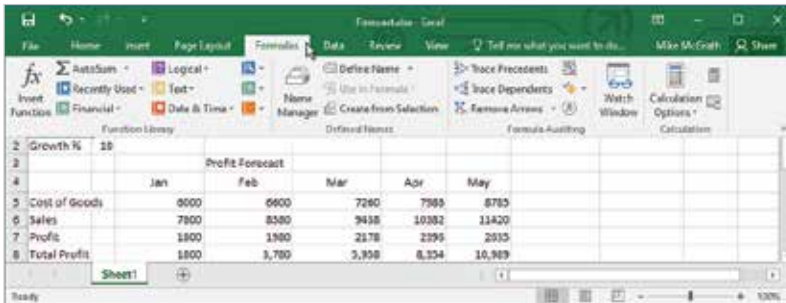 Forecast.xlsx - Excel
File Home Insert Page Layout Formulas Data Review View Tell me what you want to do... Mike McGrath Share
AutoSum Logical Define Name Trace Precedents
Recently Used Text Use in Formula Trace Dependents
Financial Date & Time Create from Selection Remove Arrows
Insert Function Name Manager Watch Window Calculation Options
Function Library Defined Names Formula Auditing Calculation
2 Growth % 10
3 Profit Forecast
4 Jan Feb Mar Apr May
5 Cost of Goods 6000 6600 7260 7986 8785
6 Sales 7800 8580 9438 10382 11420
7 Profit 1800 1980 2178 2396 2635
8 Total Profit 1800 3,780 5,958 8,354 10,989
Sheet1
Ready 100%